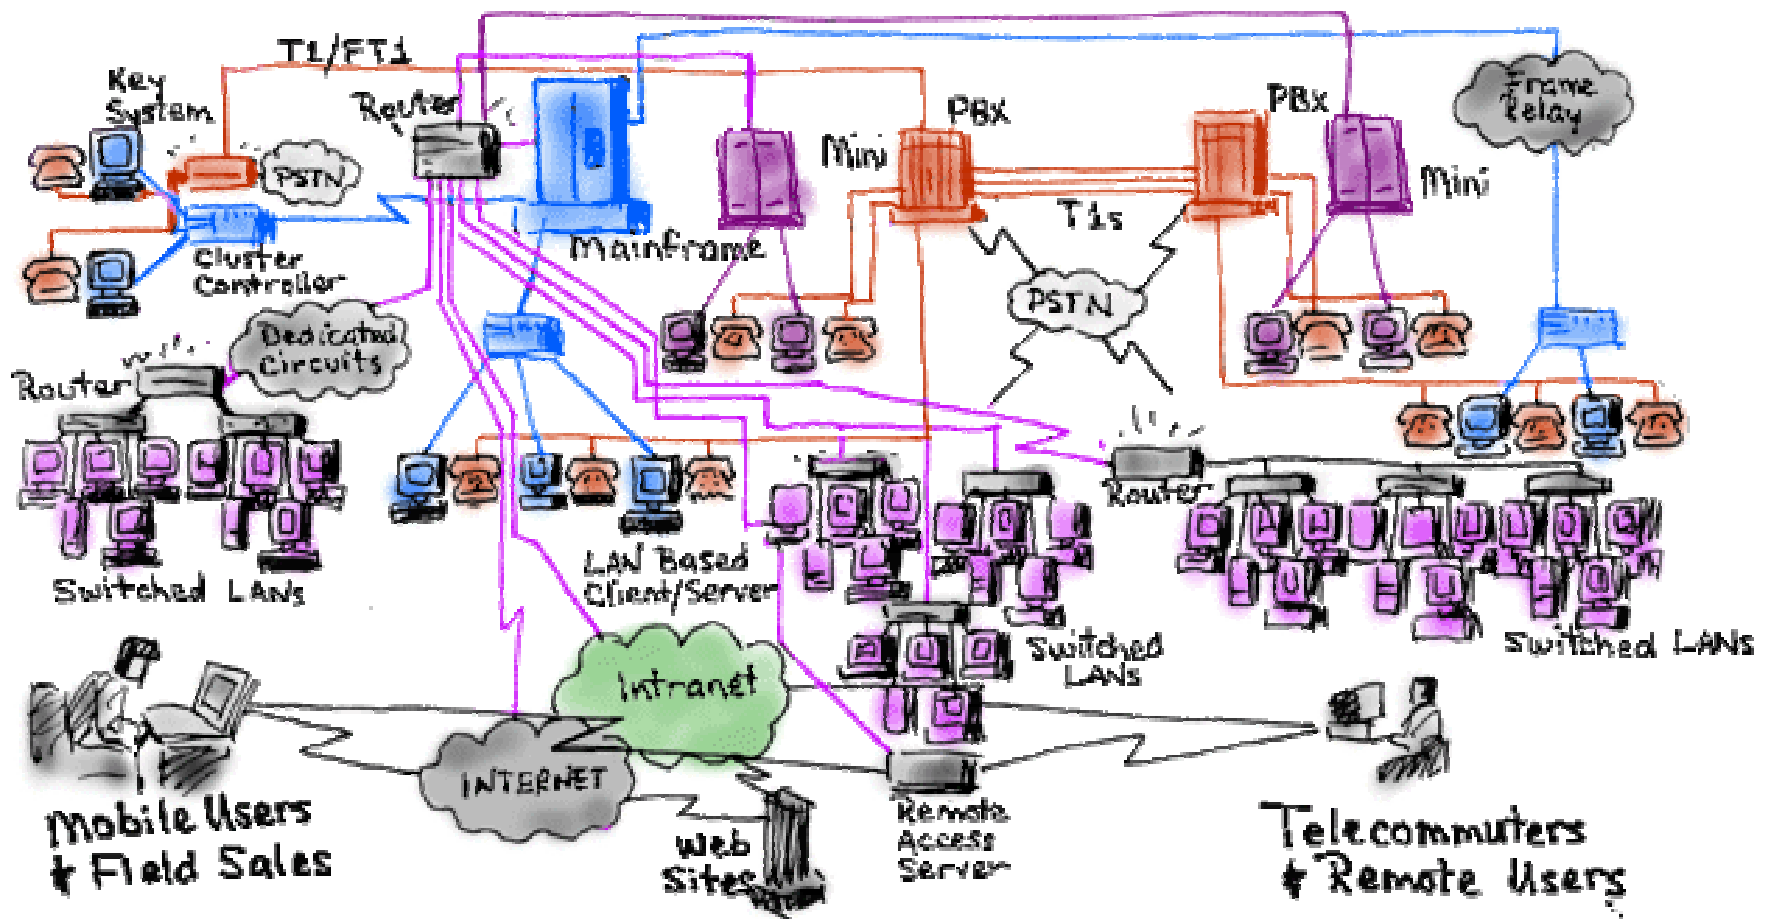 T1/FT1
Key
System
Router
PSTN
Cluster
Controller
Mainframe
Mini
PBX
T1s
PSTN
PBX
Mini
Frame
Relay
Dedicated
Circuits
Router
Switched LANs
LAN Based
Client/Server
Switched
LANs
Router
Switched LANs
Intranet
INTERNET
Mobile Users
& Field Sales
Web
Sites
Remote
Access
Server
Telecommuters
& Remote Users